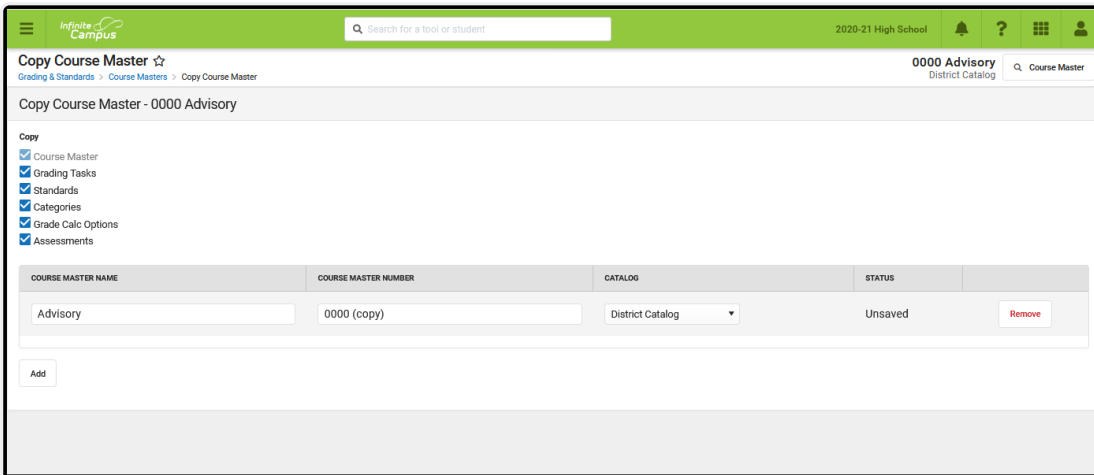 Infinite Campus
Search for a tool or student
2020-21 High School
?
Copy Course Master
0000 Advisory
District Catalog
Course Master
Grading & Standards > Course Masters > Copy Course Master
Copy Course Master - 0000 Advisory
Copy
Course Master
Grading Tasks
Standards
Categories
Grade Calc Options
Assessments
COURSE MASTER NAME COURSE MASTER NUMBER CATALOG STATUS
Advisory 0000 (copy) District Catalog Unsaved Remove
Add